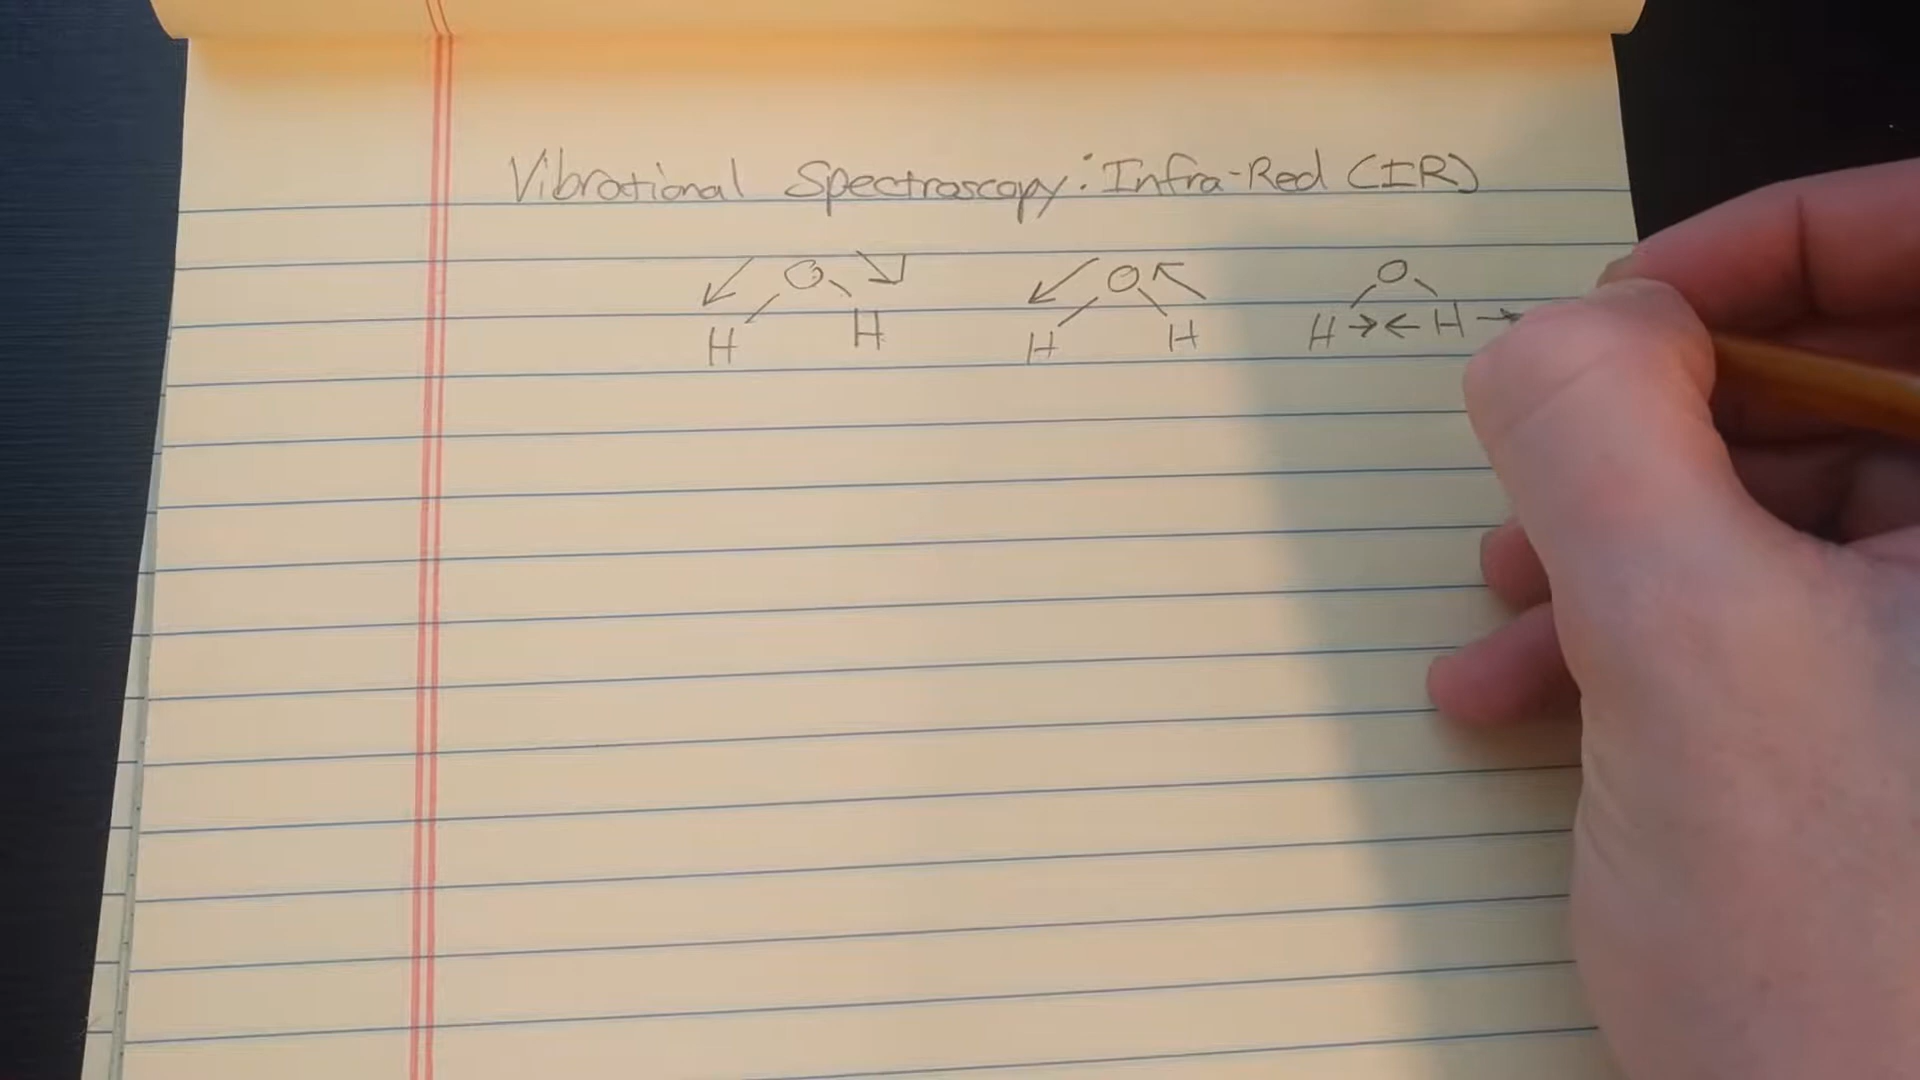 Vibrational Spectroscopy: Infra-Red (IR)
O O O
H H H H H → ← H →